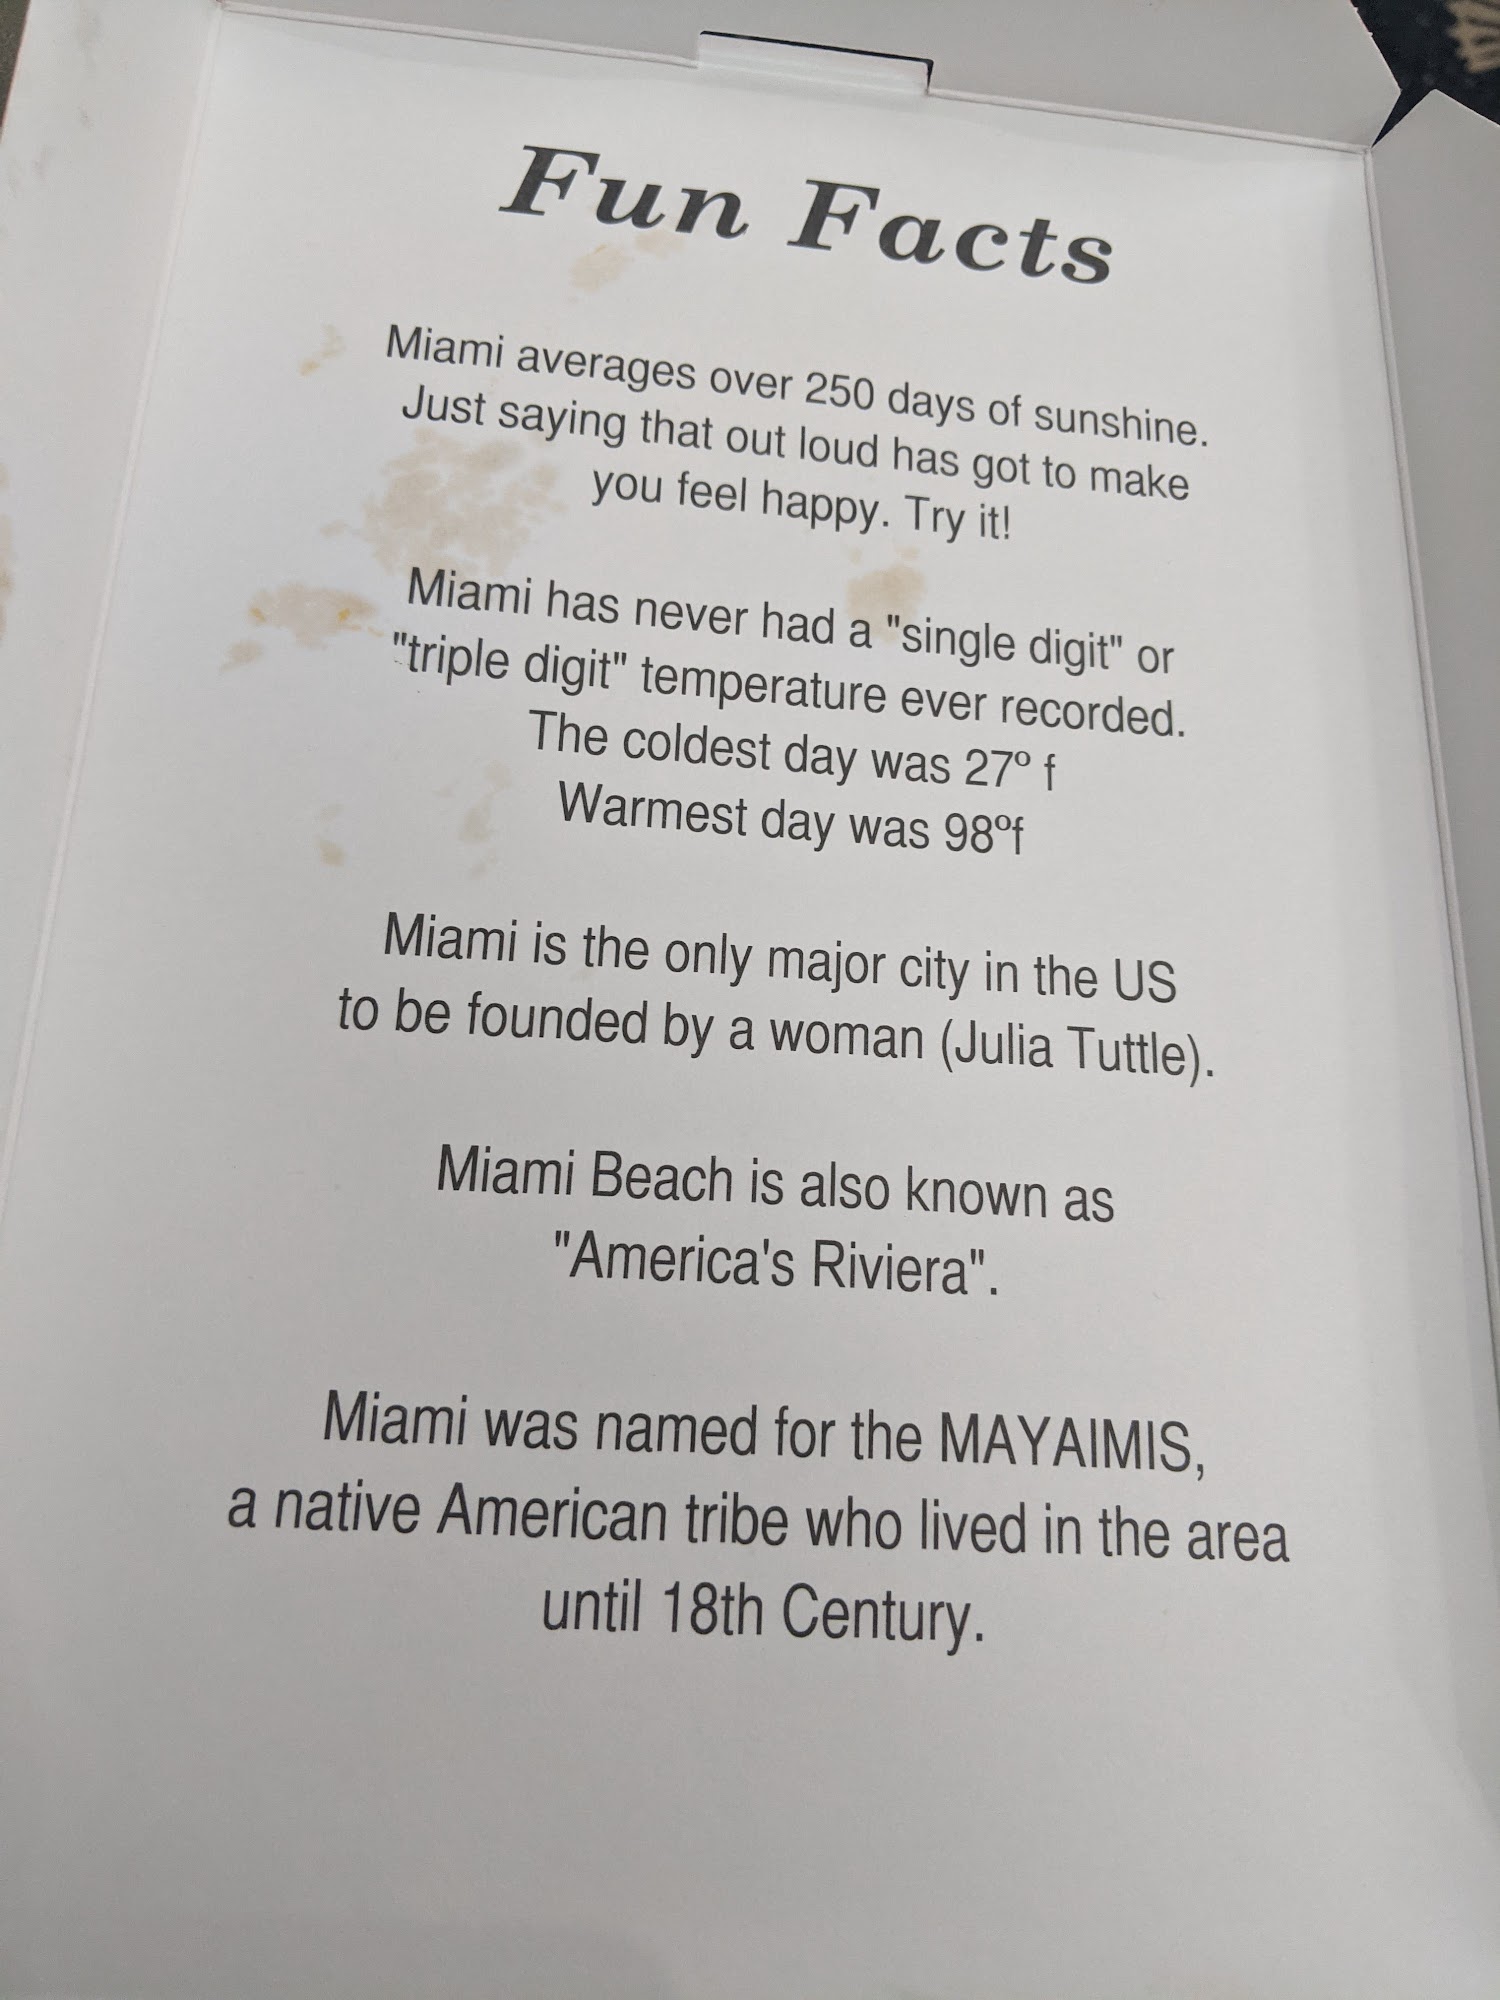 Fun Facts
Miami averages over 250 days of sunshine.
Just saying that out loud has got to make
you feel happy. Try it!
Miami has never had a "single digit" or
"triple digit" temperature ever recorded.
The coldest day was 27º f
Warmest day was 98ºf
Miami is the only major city in the US
to be founded by a woman (Julia Tuttle).
Miami Beach is also known as
"America's Riviera".
Miami was named for the MAYAIMIS,
a native American tribe who lived in the area
until 18th Century.